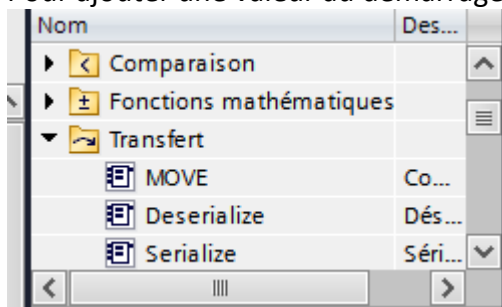 Pour ajouter une valeur au démarrage
Nom Des...
Comparaison
Fonctions mathématiques
Transfert
MOVE Co...
Deserialize Dés...
Serialize Séri...